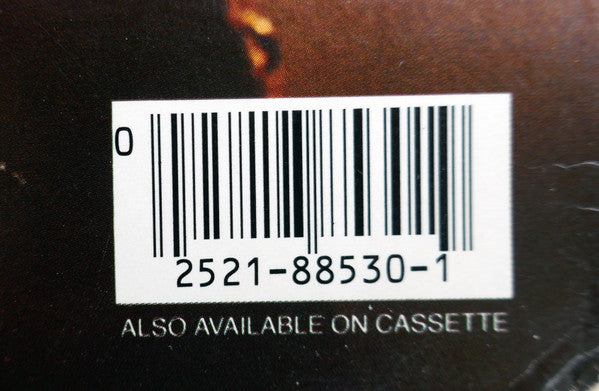 0
2521-88530-1
ALSO AVAILABLE ON CASSETTE